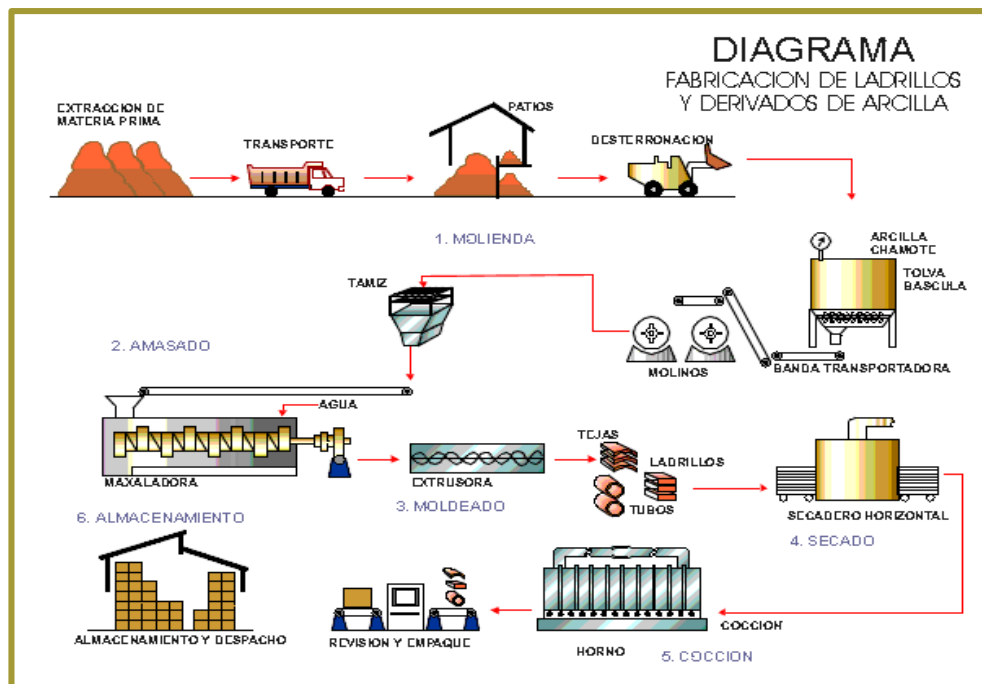 DIAGRAMA
FABRICACION DE LADRILLOS
Y DERIVADOS DE ARCILLA
EXTRACCION DE
MATERIA PRIMA
TRANSPORTE
PATIOS
DESTERRONACION
1. MOLIENDA
ARCILLA
CHAMOTE
TOLVA
BASCULA
TAMIZ
MOLINOS
BANDA TRANSPORTADORA
2. AMASADO
AGUA
MAXALADORA
EXTRUSORA
3. MOLDEADO
TEJAS
LADRILLOS
TUBOS
SECADERO HORIZONTAL
4. SECADO
6. ALMACENAMIENTO
ALMACENAMIENTO Y DESPACHO
REVISION Y EMPAQUE
HORNO
COCCION
5. COCCION